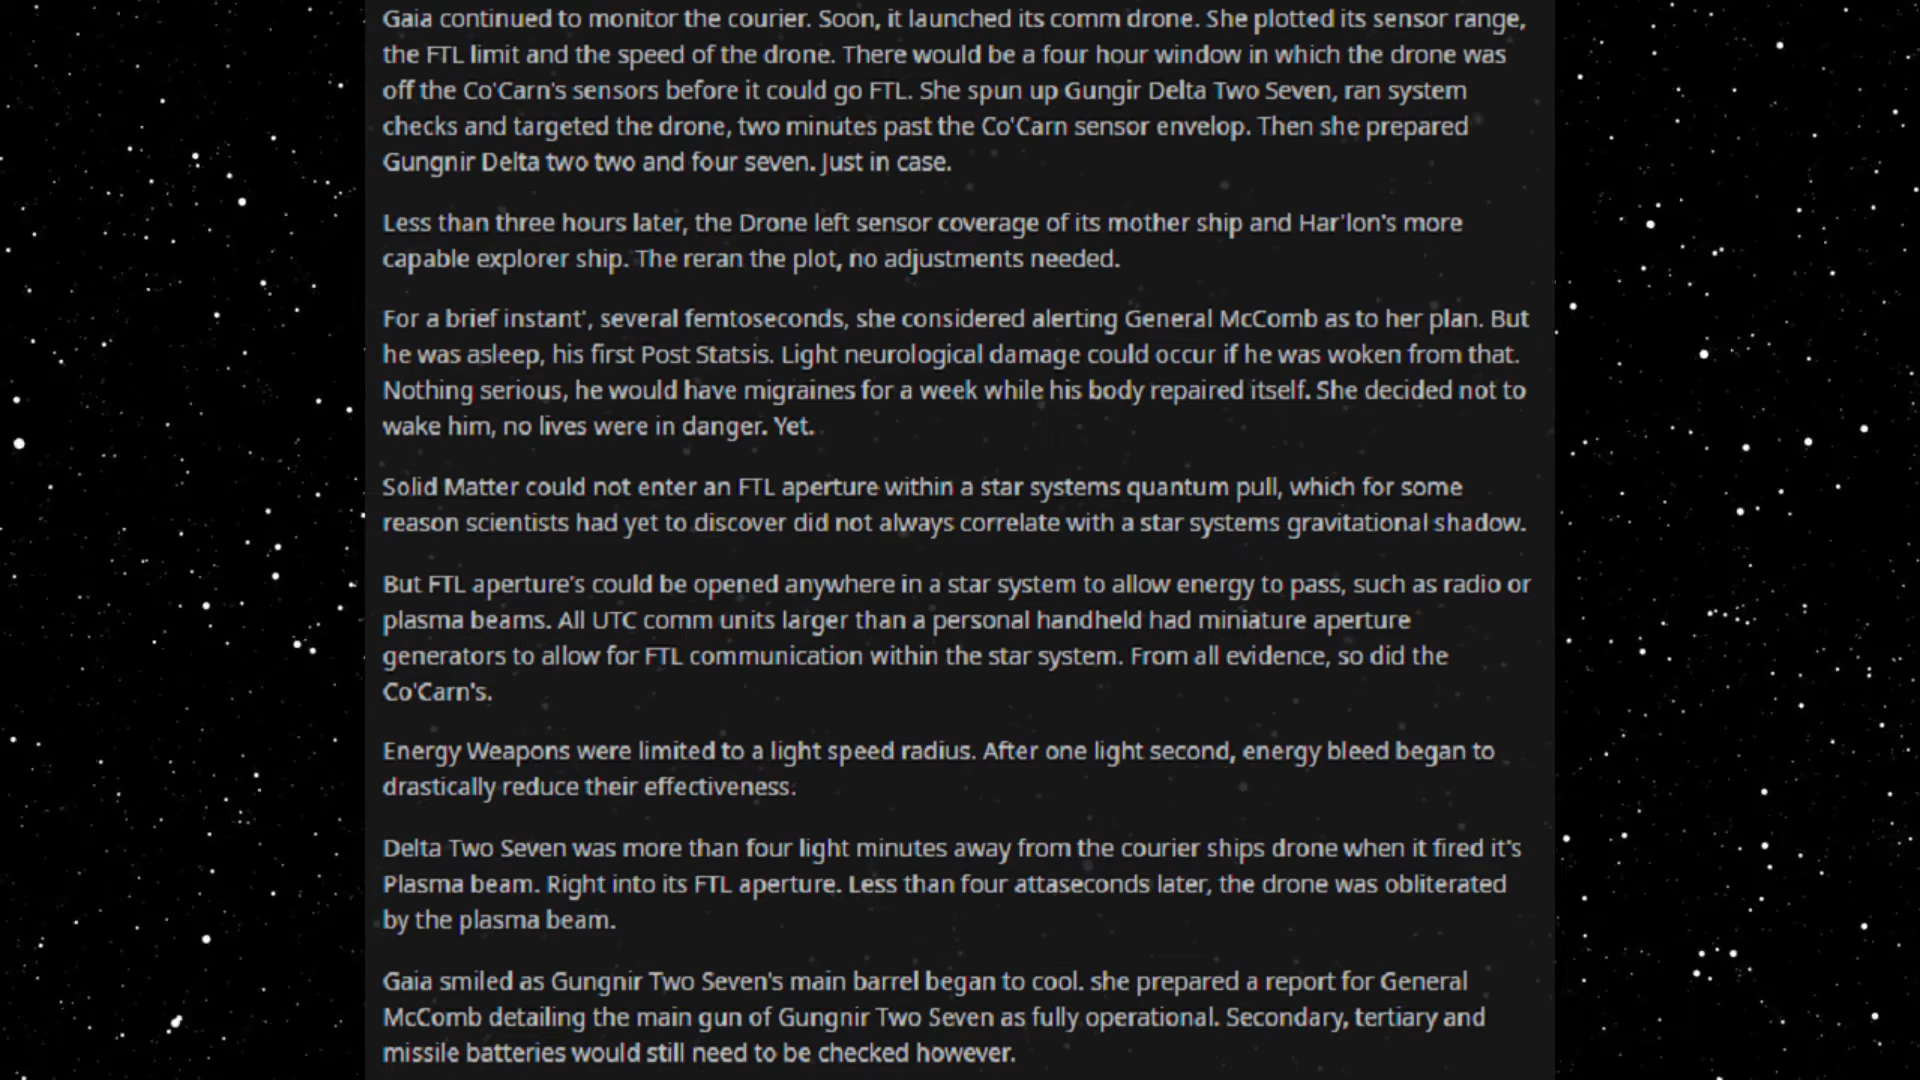 Gaia continued to monitor the courier. Soon, it launched its comm drone. She plotted its sensor range,
the FTL limit and the speed of the drone. There would be a four hour window in which the drone was
off the Co'Carn's sensors before it could go FTL. She spun up Gungir Delta Two Seven, ran system
checks and targeted the drone, two minutes past the Co'Carn sensor envelop. Then she prepared
Gungnir Delta two two and four seven. Just in case.
Less than three hours later, the Drone left sensor coverage of its mother ship and Har'lon's more
capable explorer ship. The reran the plot, no adjustments needed.
For a brief instant', several femtoseconds, she considered alerting General McComb as to her plan. But
he was asleep, his first Post Statsis. Light neurological damage could occur if he was woken from that.
Nothing serious, he would have migraines for a week while his body repaired itself. She decided not to
wake him, no lives were in danger. Yet.
Solid Matter could not enter an FTL aperture within a star systems quantum pull, which for some
reason scientists had yet to discover did not always correlate with a star systems gravitational shadow.
But FTL aperture's could be opened anywhere in a star system to allow energy to pass, such as radio or
plasma beams. All UTC comm units larger than a personal handheld had miniature aperture
generators to allow for FTL communication within the star system. From all evidence, so did the
Co'Carn's.
Energy Weapons were limited to a light speed radius. After one light second, energy bleed began to
drastically reduce their effectiveness.
Delta Two Seven was more than four light minutes away from the courier ships drone when it fired it's
Plasma beam. Right into its FTL aperture. Less than four attaseconds later, the drone was obliterated
by the plasma beam.
Gaia smiled as Gungnir Two Seven's main barrel began to cool. she prepared a report for General
McComb detailing the main gun of Gungnir Two Seven as fully operational. Secondary, tertiary and
missile batteries would still need to be checked however.